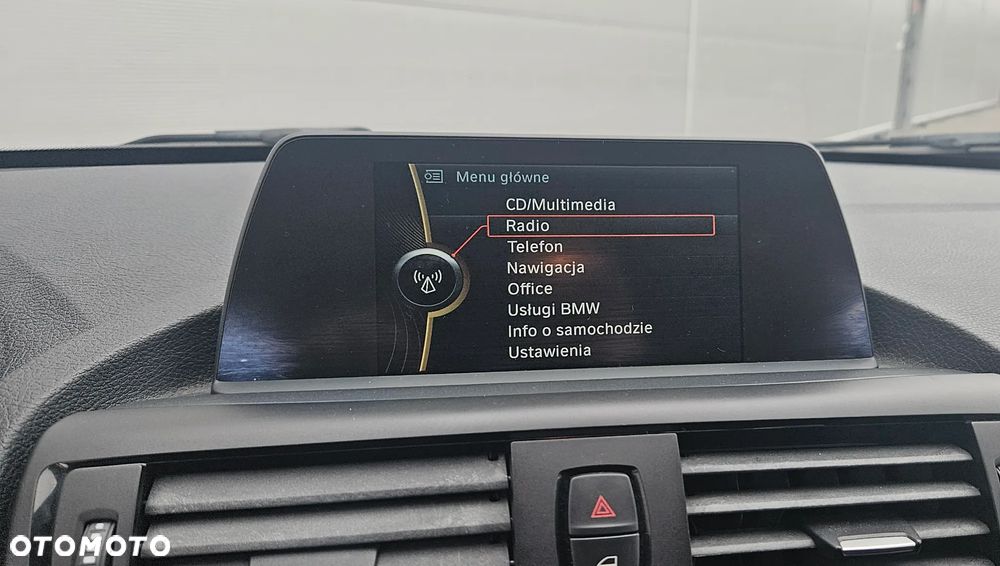 Menu główne
CD/Multimedia
Radio
Telefon
Nawigacja
Office
Usługi BMW
Info o samochodzie
Ustawienia
OTOMOTO